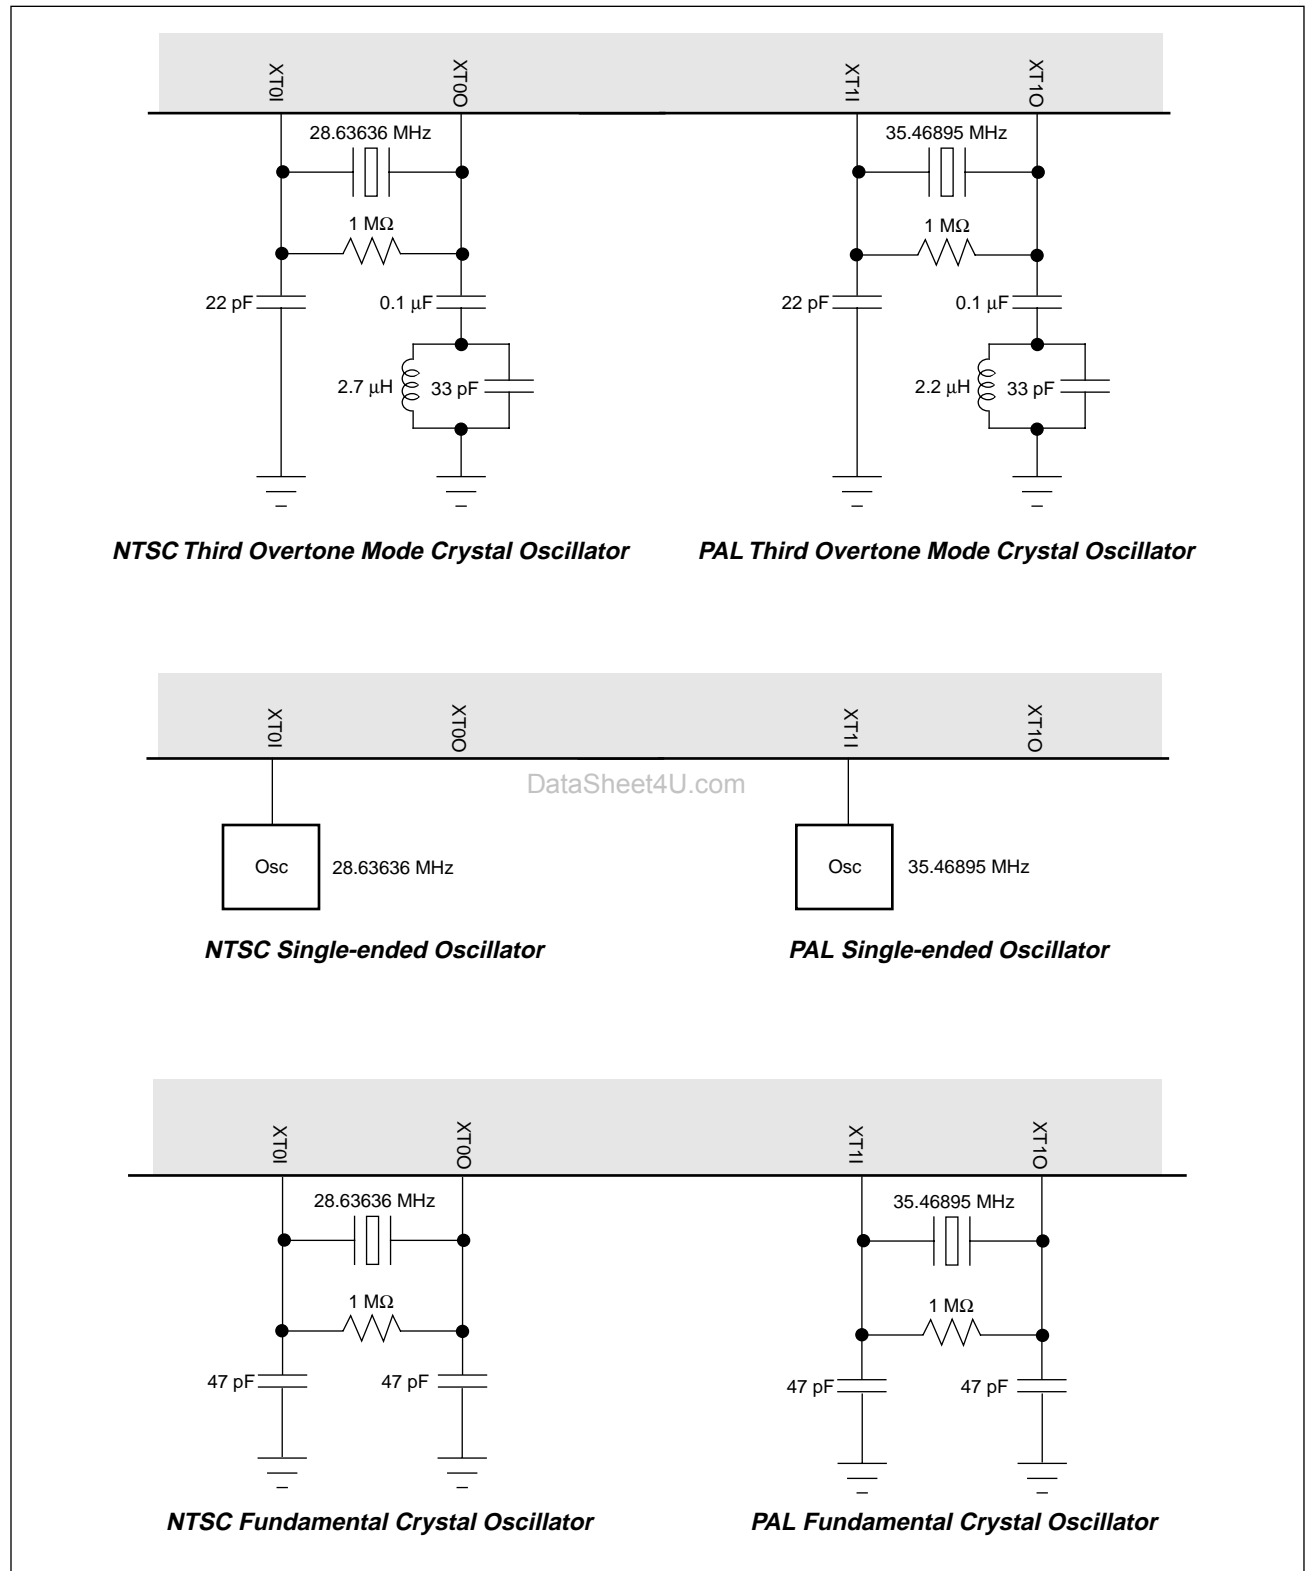 XT0I XT0O XT1I XT1O
28.63636 MHz 35.46895 MHz
1 MΩ 1 MΩ
22 pF 0.1 μF 22 pF 0.1 μF
2.7 μH 33 pF 2.2 μH 33 pF
NTSC Third Overtone Mode Crystal Oscillator PAL Third Overtone Mode Crystal Oscillator
XT0I XT0O XT1I XT1O
DataSheet4U.com
Osc 28.63636 MHz Osc 35.46895 MHz
NTSC Single-ended Oscillator PAL Single-ended Oscillator
XT0I XT0O XT1I XT1O
28.63636 MHz 35.46895 MHz
1 MΩ 1 MΩ
47 pF 47 pF 47 pF 47 pF
NTSC Fundamental Crystal Oscillator PAL Fundamental Crystal Oscillator